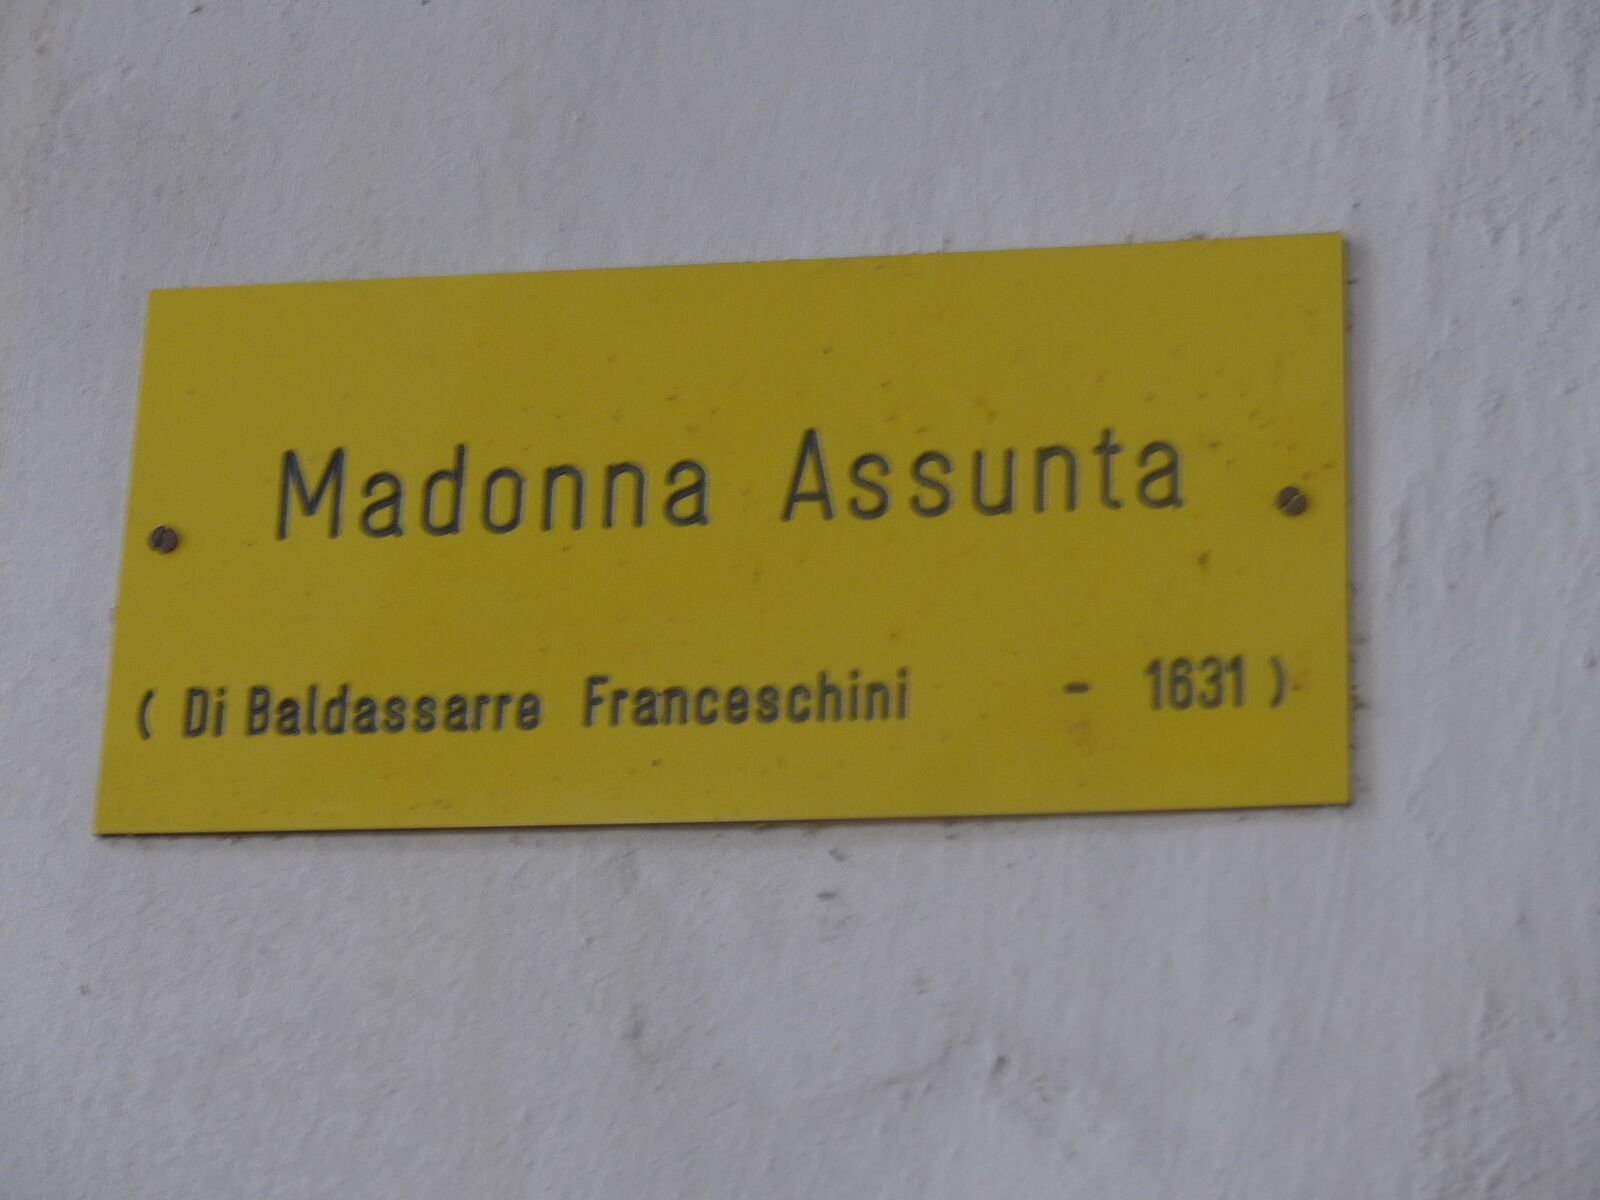 Madonna Assunta
( Di Baldassarre Franceschini - 1631 )